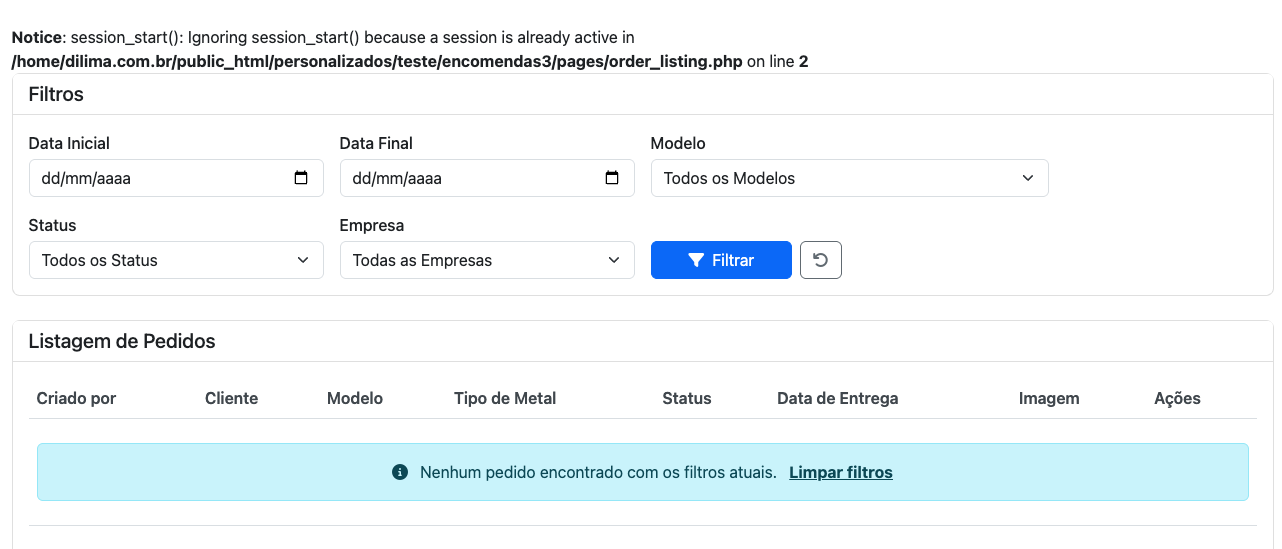 Notice: session_start(): Ignoring session_start() because a session is already active in
/home/dilima.com.br/public_html/personalizados/teste/encomendas3/pages/order_listing.php on line 2
Filtros
Data Inicial Data Final Modelo
dd/mm/aaaa dd/mm/aaaa Todos os Modelos
Status Empresa
Todos os Status Todas as Empresas Filtrar
Listagem de Pedidos
Criado por Cliente Modelo Tipo de Metal Status Data de Entrega Imagem Ações
Nenhum pedido encontrado com os filtros atuais. Limpar filtros